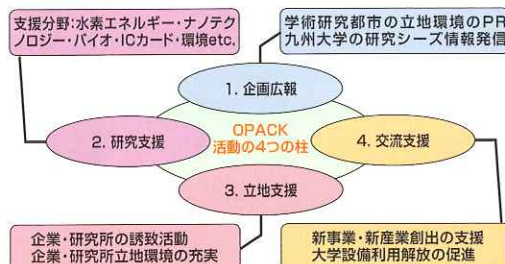 支援分野:水素エネルギー・ナノテク
ノロジー・バイオ・ICカード・環境etc.
学術研究都市の立地環境のPR
九州大学の研究シーズ情報発信
1. 企画広報
OPACK
活動の4つの柱
2. 研究支援
4. 交流支援
3. 立地支援
企業・研究所の誘致活動
企業・研究所立地環境の充実
新事業・新産業創出の支援
大学設備利用解放の促進